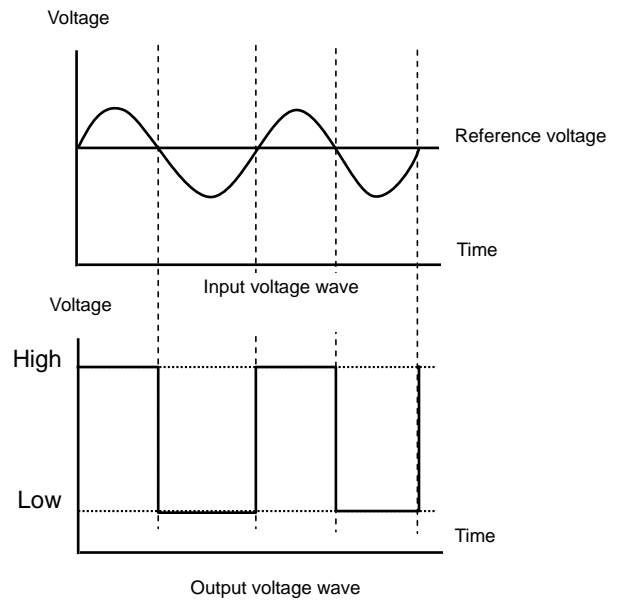 Voltage
Reference voltage
Time
Input voltage wave
Voltage
High
Low
Time
Output voltage wave